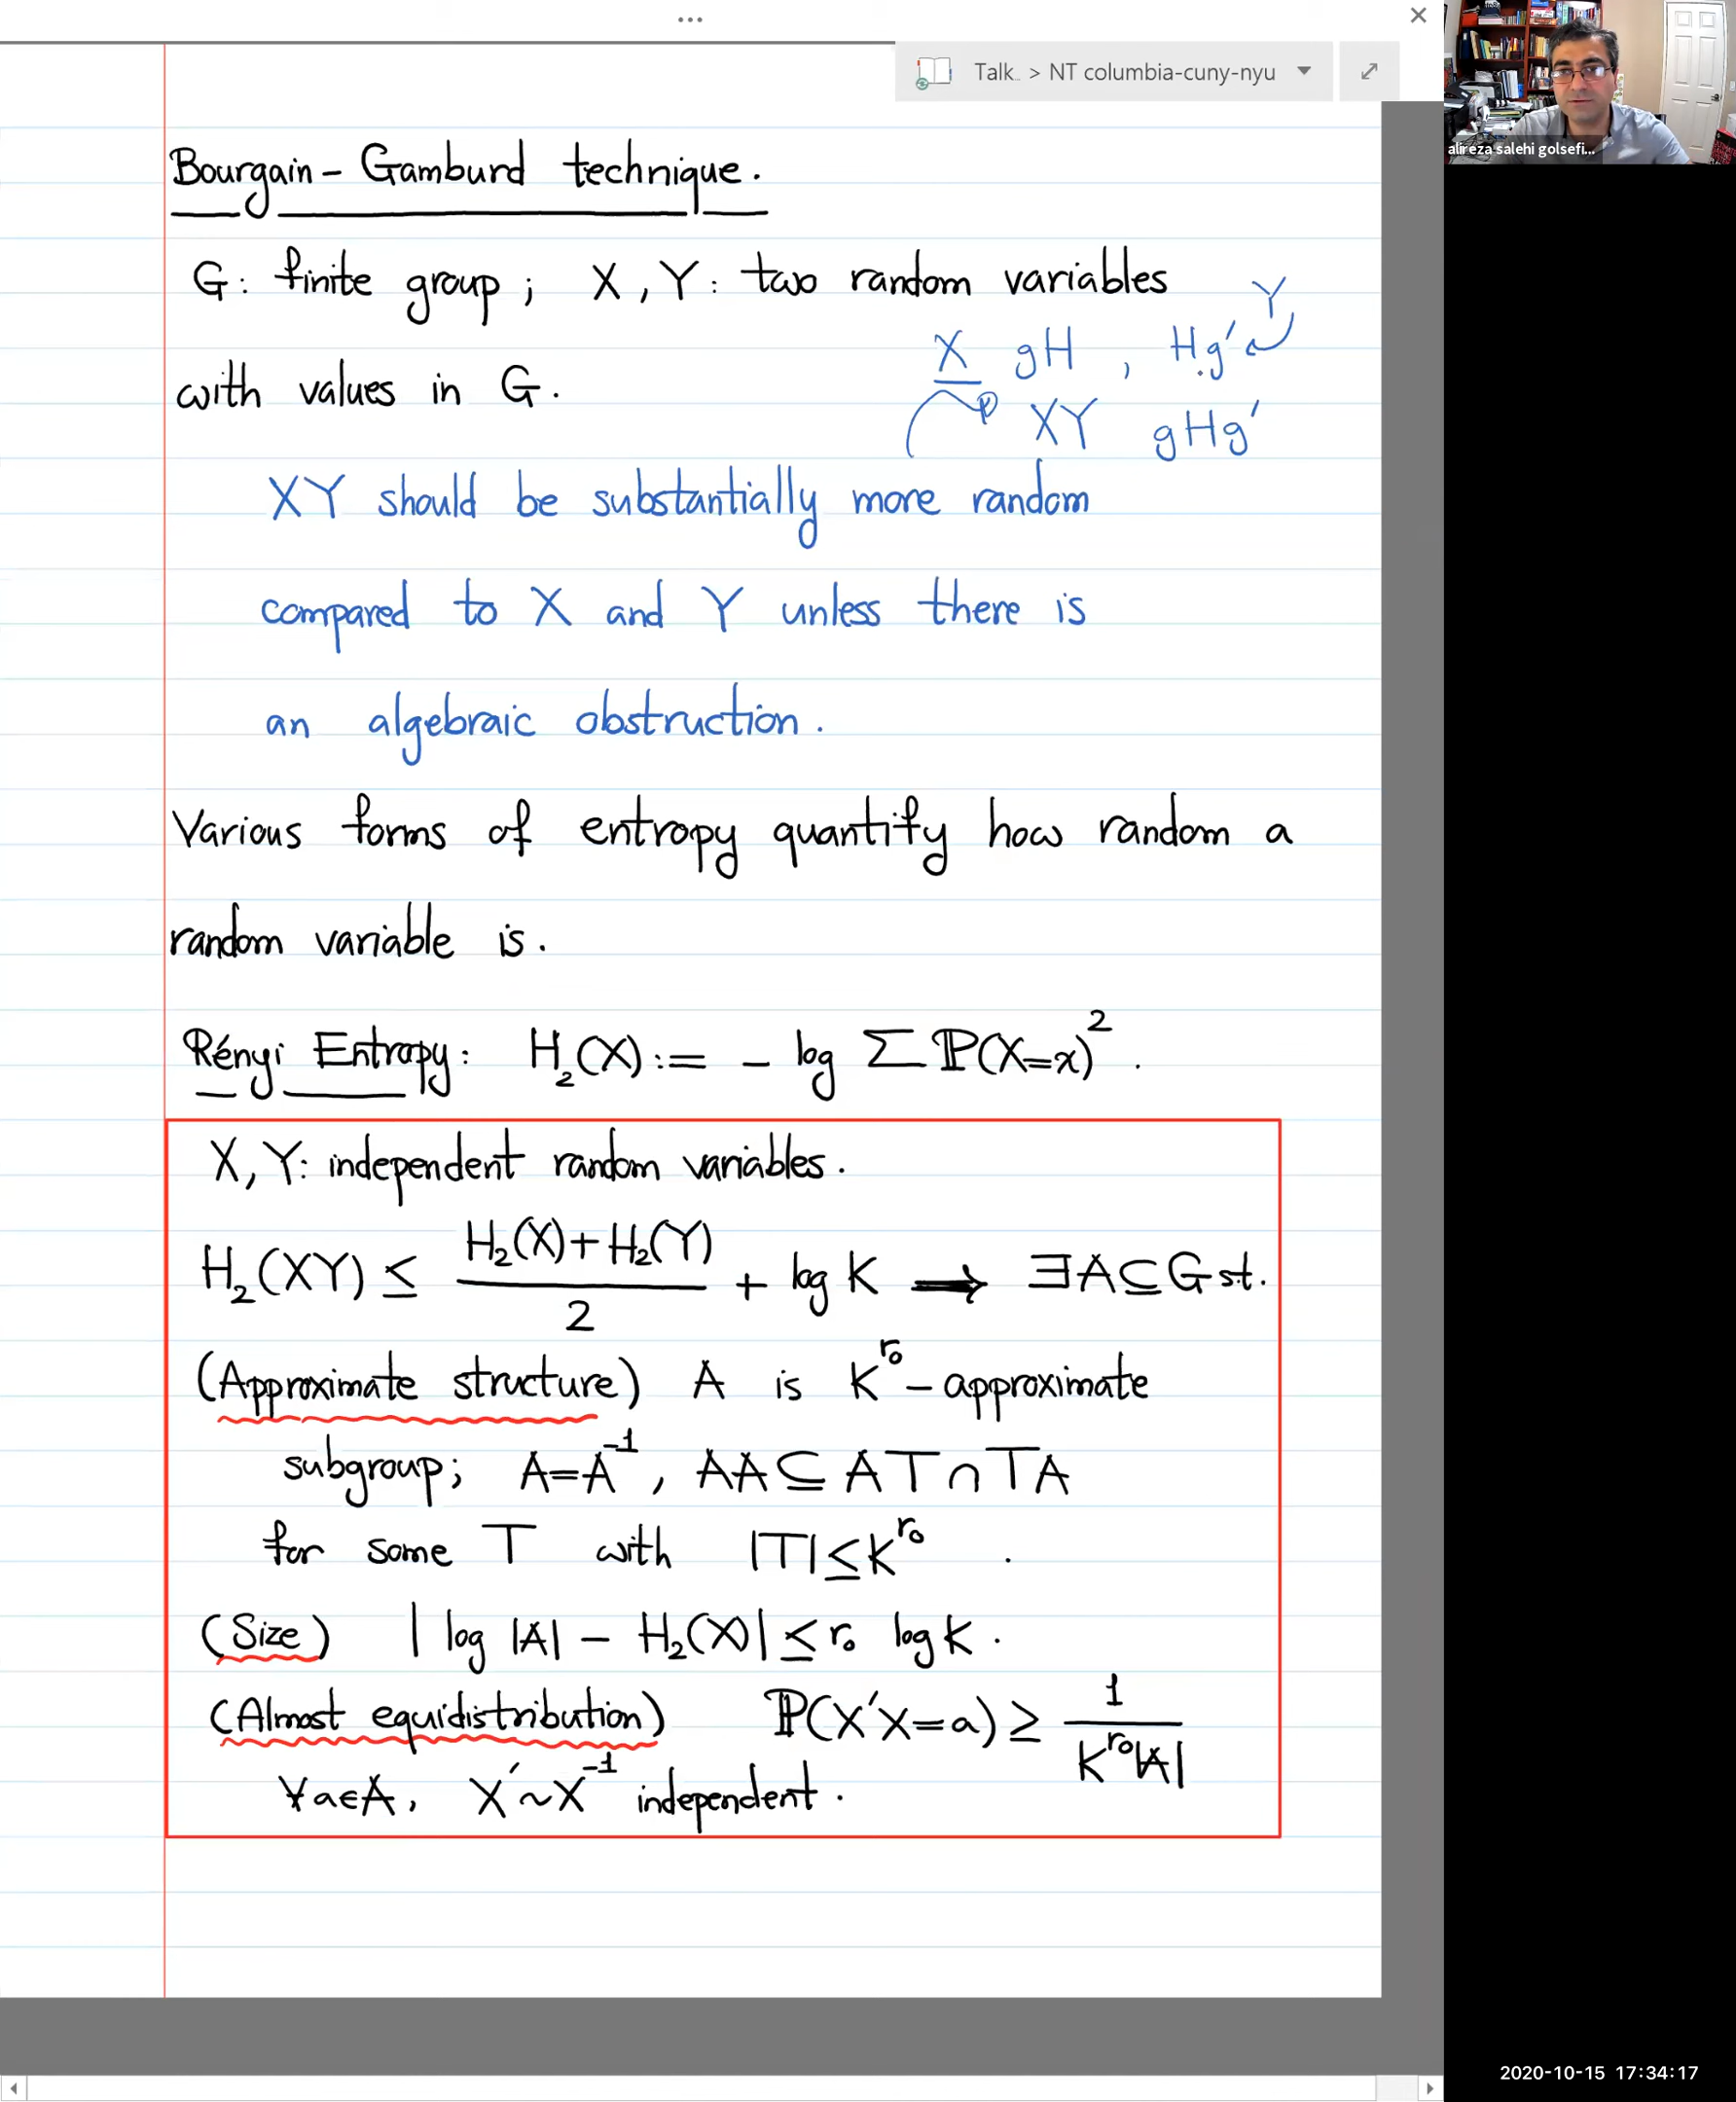 Talk.. > NT columbia-cuny-nyu
alireza salehi golsefi...
Bourgain - Gamburd technique.
G: finite group; X, Y: two random variables
with values in G.
X gH , Hg' Y
XY gHg'
XY should be substantially more random
compared to X and Y unless there is
an algebraic obstruction.
Various forms of entropy quantify how random a
random variable is.
Rényi Entropy: H₂(X) := - log Σ ℙ(X=x)².
X, Y: independent random variables.
H₂(XY) ≤ (H₂(X)+H₂(Y))/2 + log K ⟶ ∃A⊆G s.t.
(Approximate structure) A is K^r₀ - approximate
subgroup; A=A⁻¹, AA⊆AT∩TA
for some T with |T|≤K^r₀ .
(Size) | log |A| - H₂(X)| ≤ r₀ log K.
(Almost equidistribution) ℙ(X'X=a) ≥ 1/(K^r₀|A|)
∀a∈A, X'~X⁻¹ independent.
2020-10-15 17:34:17